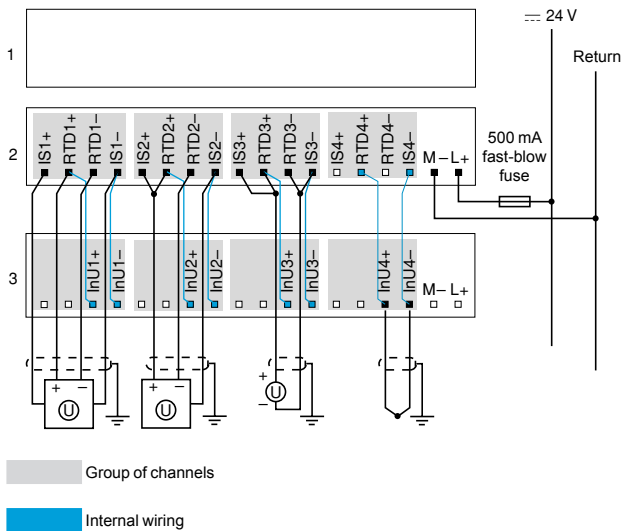 ⎓ 24 V
Return
1
IS1+ RTD1+ RTD1– IS1– IS2+ RTD2+ RTD2– IS2– IS3+ RTD3+ RTD3– IS3– IS4+ RTD4+ RTD4– IS4–
2
M– L+
500 mA
fast-blow
fuse
InU1+ InU1– InU2+ InU2– InU3+ InU3– InU4+ InU4–
3
M– L+
+ – + – +
–
U U U
Group of channels
Internal wiring